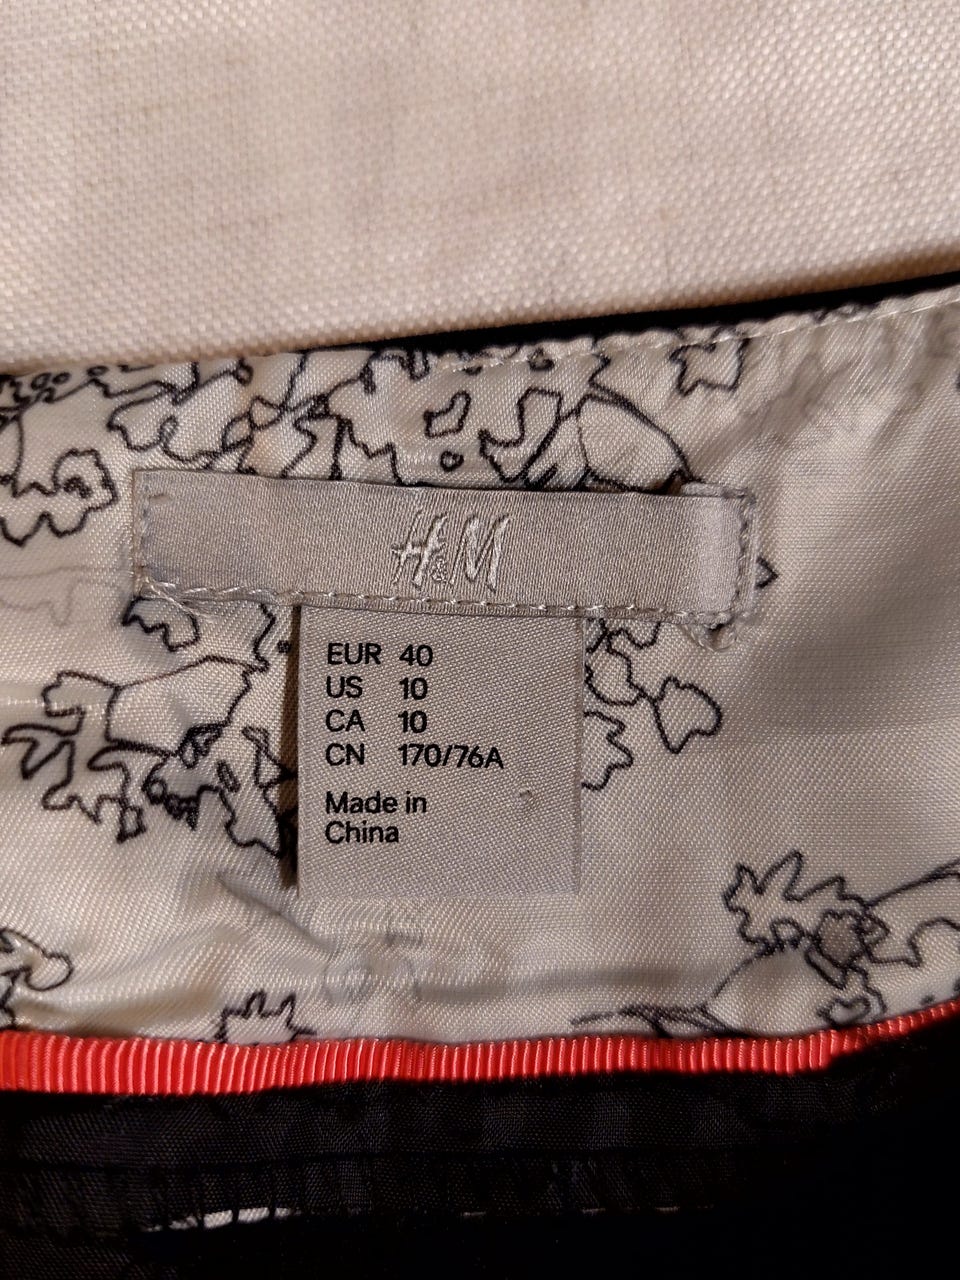 H&M
EUR 40
US 10
CA 10
CN 170/76A
Made in
China